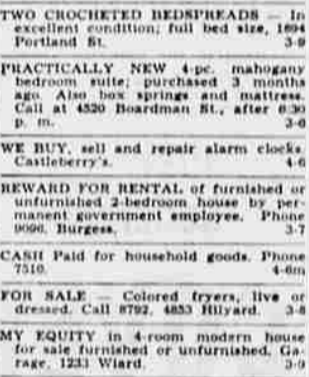 TWO CROCHETED BEDSPREADS — In
excellent condition; full bed size, 1694
Portland St. 3-9
PRACTICALLY NEW 4-pc. mahogany
bedroom suite; purchased 3 months
ago. Also box springs and mattress.
Call at 4520 Boardman St., after 6:30
p. m. 3-6
WE BUY, sell and repair alarm clocks.
Castleberry's. 4-6
REWARD FOR RENTAL of furnished or
unfurnished 2-bedroom house by per-
manent government employee. Phone
9096, Burgess. 3-7
CASH Paid for household goods. Phone
7510. 4-6m
FOR SALE — Colored fryers, live or
dressed. Call 8792, 4853 Hilyard. 3-8
MY EQUITY in 4-room modern house
for sale furnished or unfurnished. Ga-
rage, 1233 Wiard. 3-9